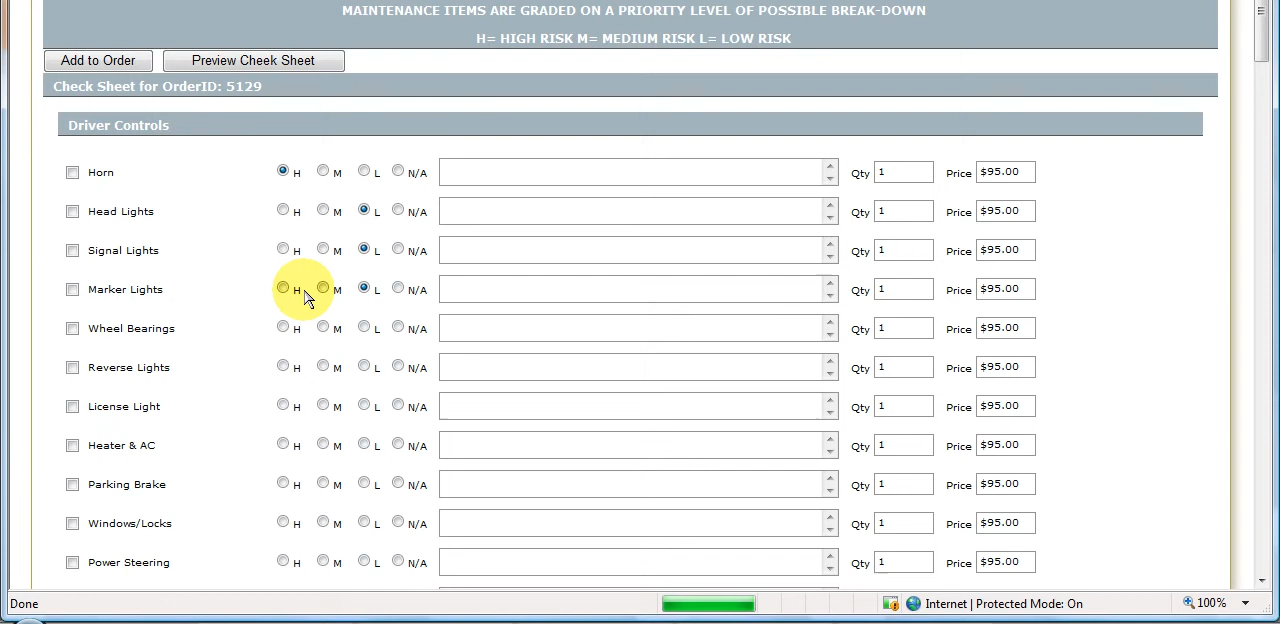 MAINTENANCE ITEMS ARE GRADED ON A PRIORITY LEVEL OF POSSIBLE BREAK-DOWN
H= HIGH RISK M= MEDIUM RISK L= LOW RISK
Add to Order Preview Cheek Sheet
Check Sheet for OrderID: 5129
Driver Controls
Horn H M L N/A Qty 1 Price $95.00
Head Lights H M L N/A Qty 1 Price $95.00
Signal Lights H M L N/A Qty 1 Price $95.00
Marker Lights H M L N/A Qty 1 Price $95.00
Wheel Bearings H M L N/A Qty 1 Price $95.00
Reverse Lights H M L N/A Qty 1 Price $95.00
License Light H M L N/A Qty 1 Price $95.00
Heater & AC H M L N/A Qty 1 Price $95.00
Parking Brake H M L N/A Qty 1 Price $95.00
Windows/Locks H M L N/A Qty 1 Price $95.00
Power Steering H M L N/A Qty 1 Price $95.00
Done Internet | Protected Mode: On 100%